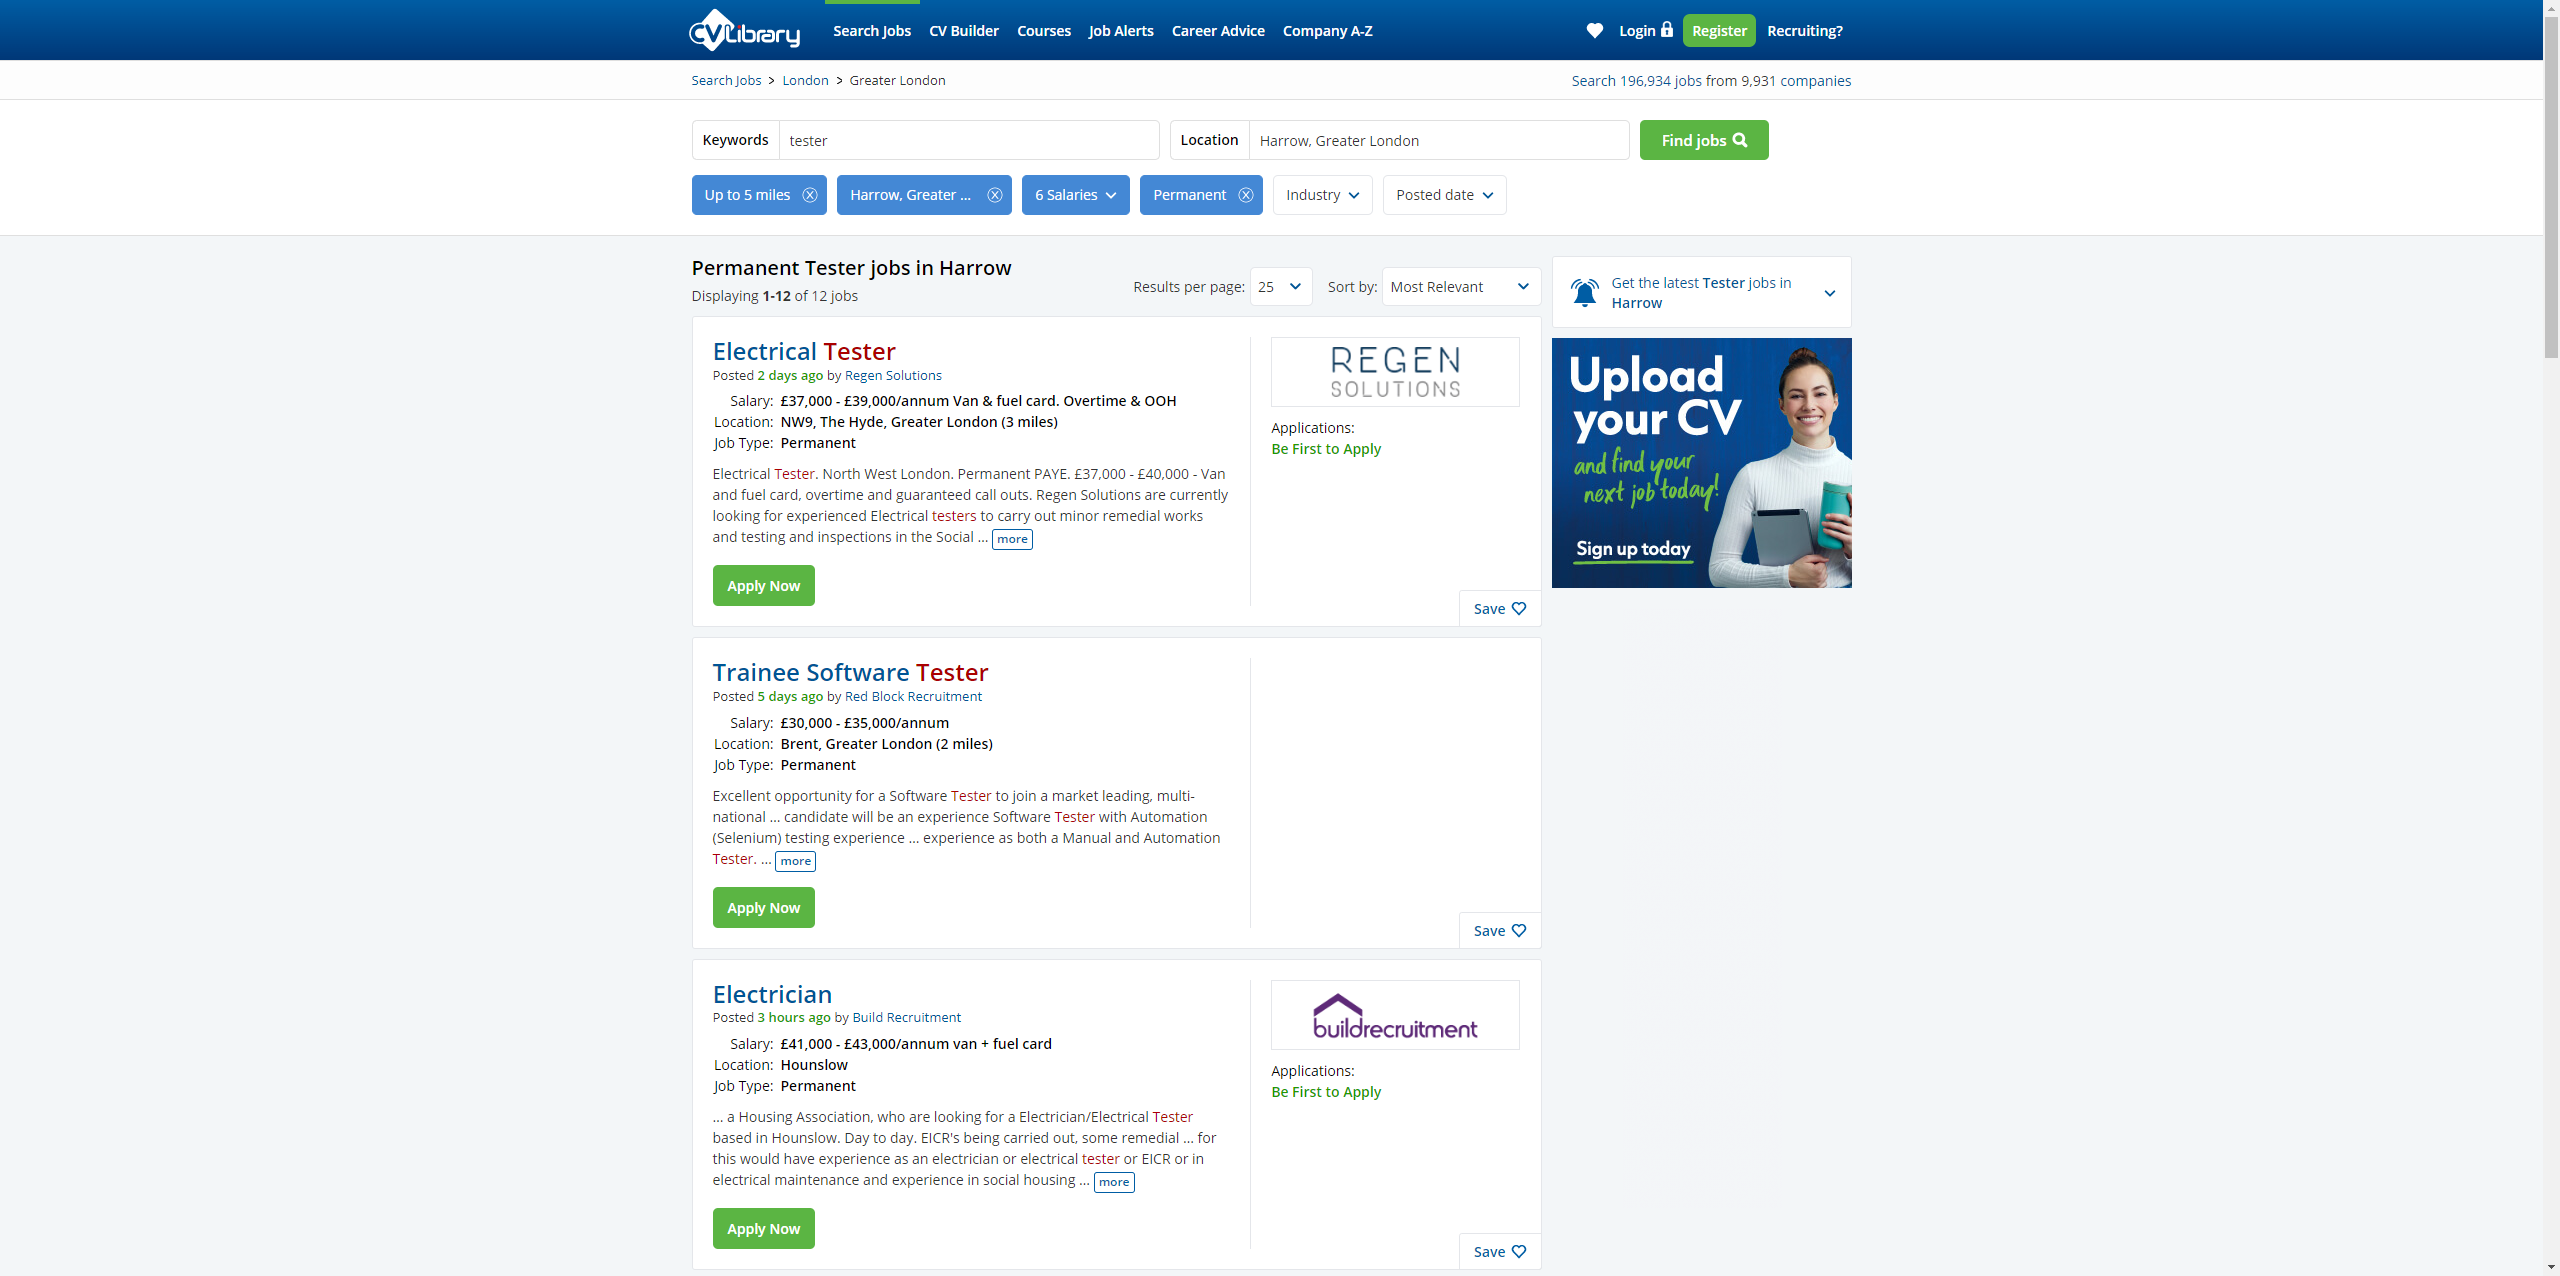 CVLibrary
Search Jobs CV Builder Courses Job Alerts Career Advice Company A-Z Login Register Recruiting?
Search Jobs > London > Greater London
Search 196,934 jobs from 9,931 companies
Keywords tester Location Harrow, Greater London Find jobs
Up to 5 miles Harrow, Greater ... 6 Salaries Permanent Industry Posted date
Permanent Tester jobs in Harrow
Displaying 1-12 of 12 jobs
Results per page: 25 Sort by: Most Relevant
Get the latest Tester jobs in
Harrow
Electrical Tester
Posted 2 days ago by Regen Solutions
Salary: £37,000 - £39,000/annum Van & fuel card. Overtime & OOH
Location: NW9, The Hyde, Greater London (3 miles)
Job Type: Permanent
Electrical Tester. North West London. Permanent PAYE. £37,000 - £40,000 - Van
and fuel card, overtime and guaranteed call outs. Regen Solutions are currently
looking for experienced Electrical testers to carry out minor remedial works
and testing and inspections in the Social ... more
Apply Now
REGEN
SOLUTIONS
Applications:
Be First to Apply
Save
Upload
your CV
and find your
next job today!
Sign up today
Trainee Software Tester
Posted 5 days ago by Red Block Recruitment
Salary: £30,000 - £35,000/annum
Location: Brent, Greater London (2 miles)
Job Type: Permanent
Excellent opportunity for a Software Tester to join a market leading, multi-
national ... candidate will be an experience Software Tester with Automation
(Selenium) testing experience ... experience as both a Manual and Automation
Tester. ... more
Apply Now
Save
Electrician
Posted 3 hours ago by Build Recruitment
Salary: £41,000 - £43,000/annum van + fuel card
Location: Hounslow
Job Type: Permanent
... a Housing Association, who are looking for a Electrician/Electrical Tester
based in Hounslow. Day to day. EICR's being carried out, some remedial ... for
this would have experience as an electrician or electrical tester or EICR or in
electrical maintenance and experience in social housing ... more
Apply Now
buildrecruitment
Applications:
Be First to Apply
Save